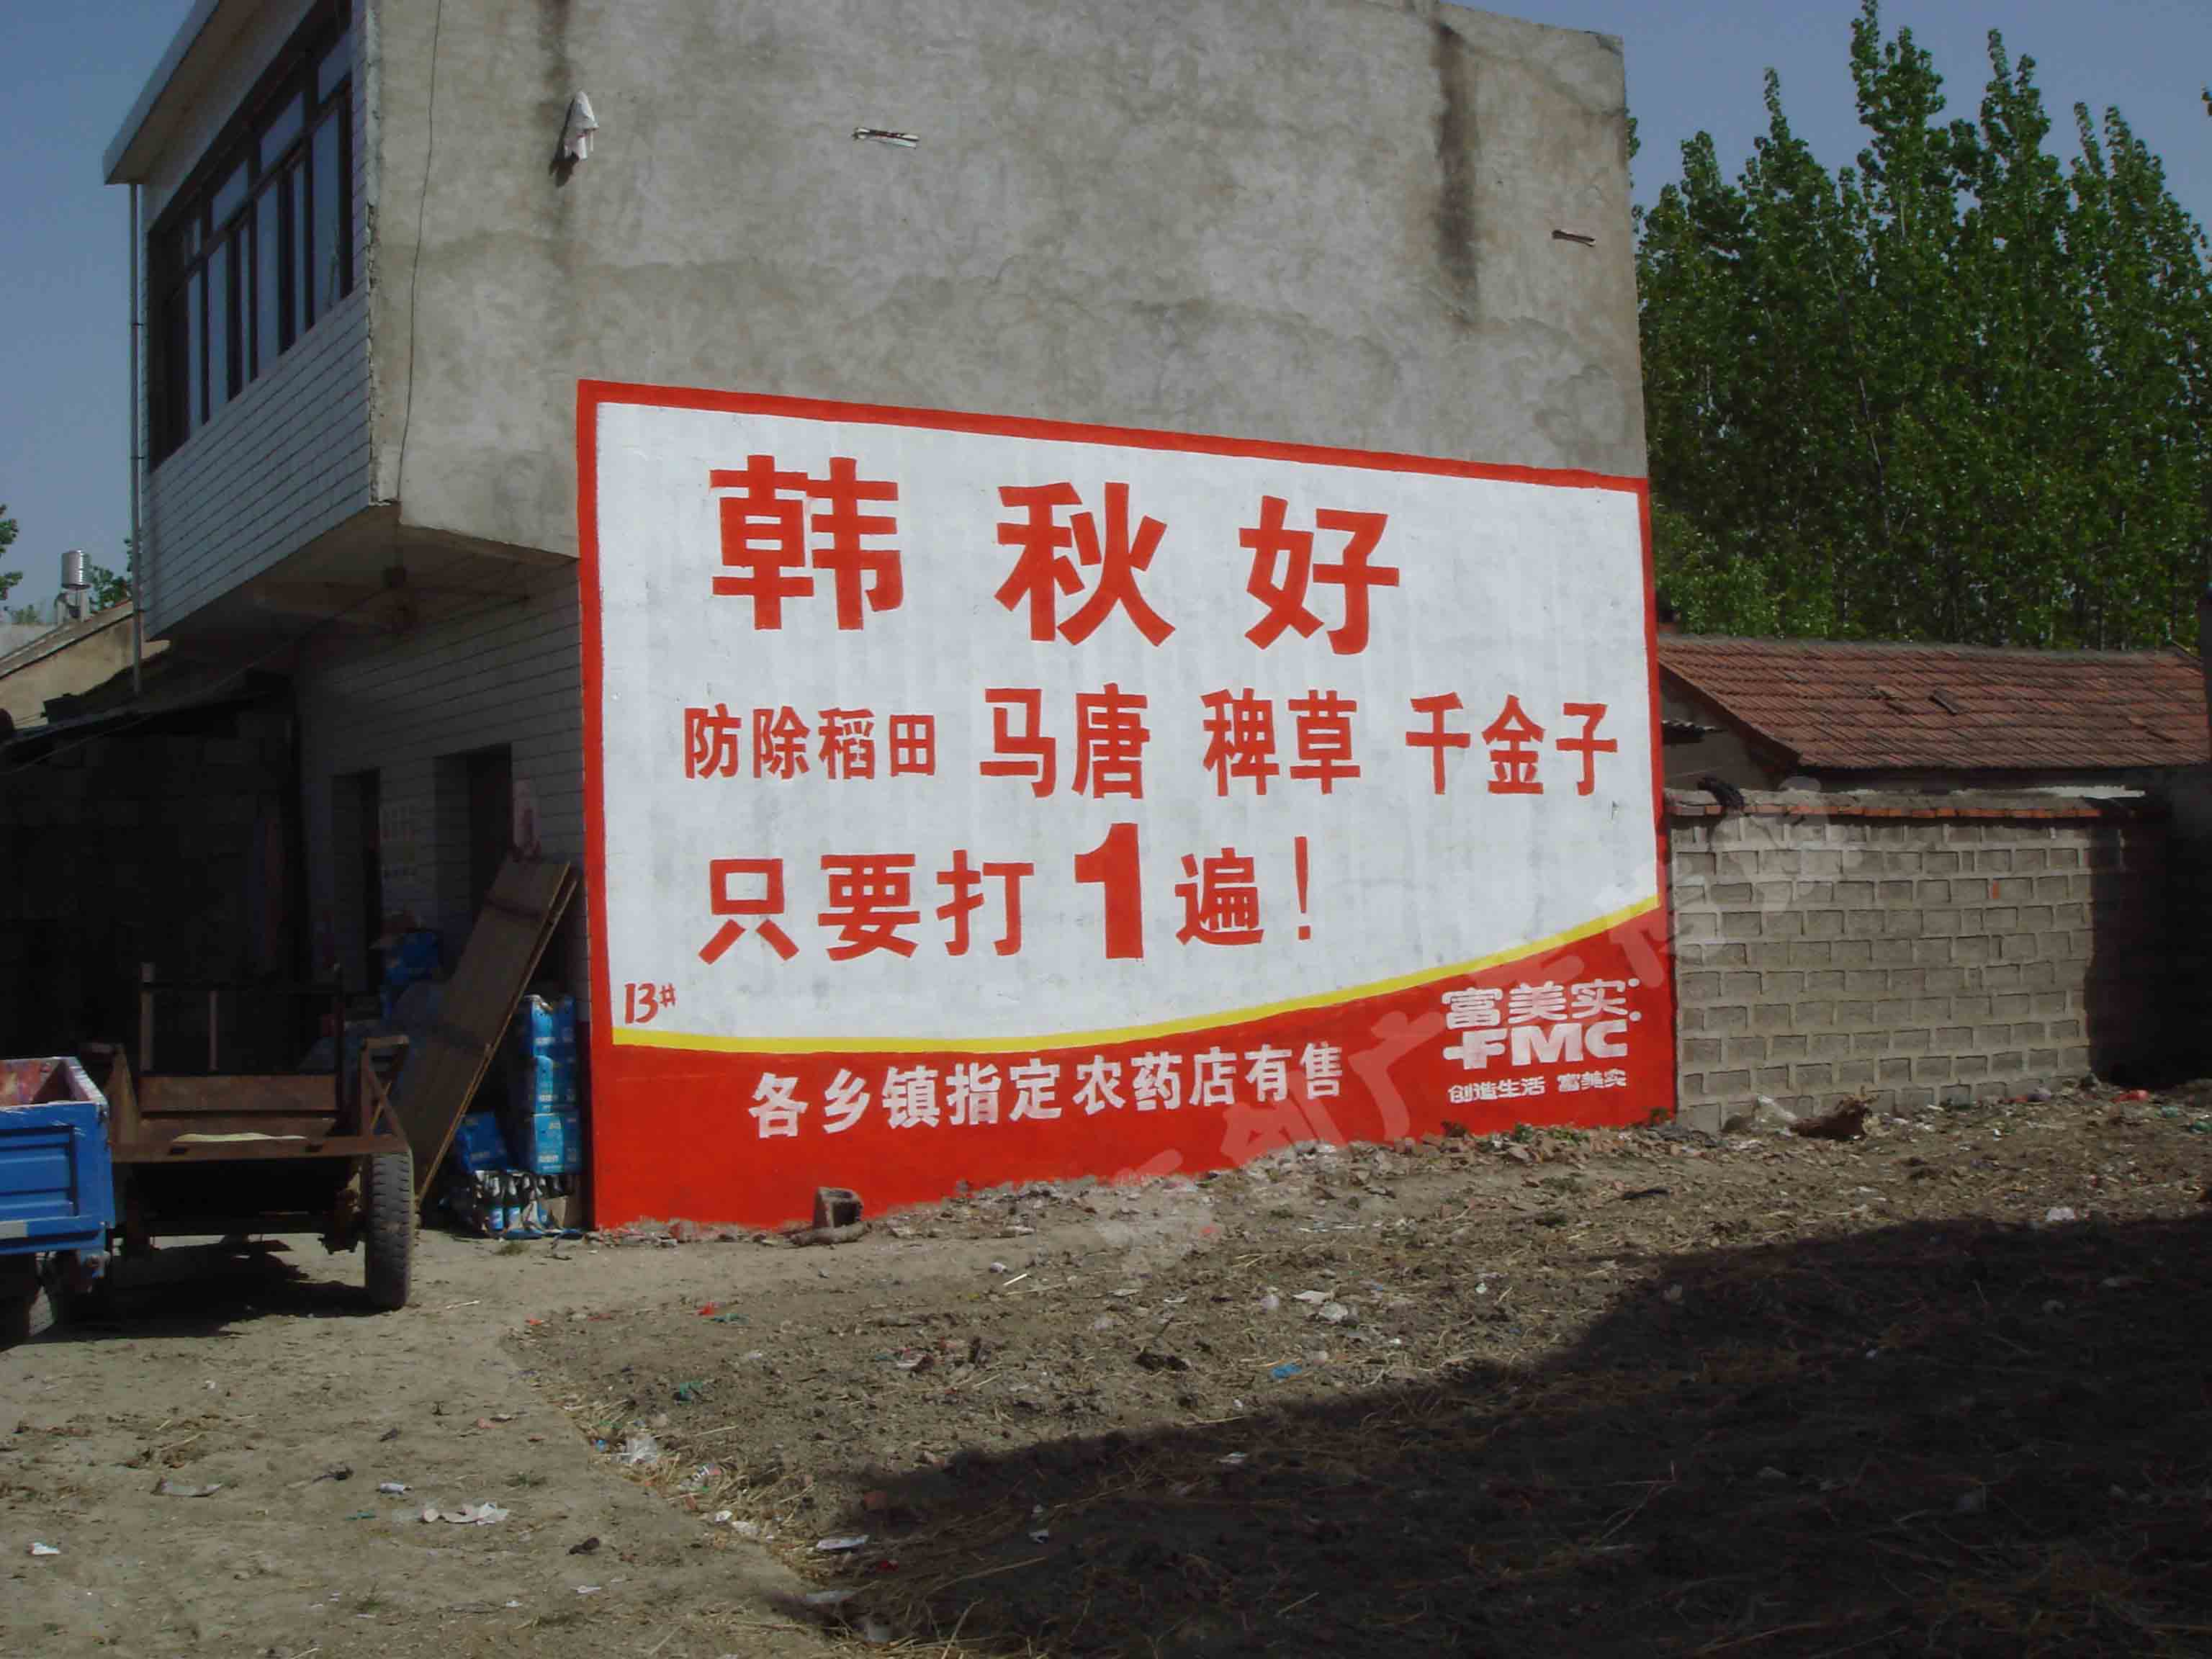 韩秋好
防除稻田 马唐 稗草 千金子
只要打1遍！
13#
各乡镇指定农药店有售
富美实
FMC
创造生活 富美实